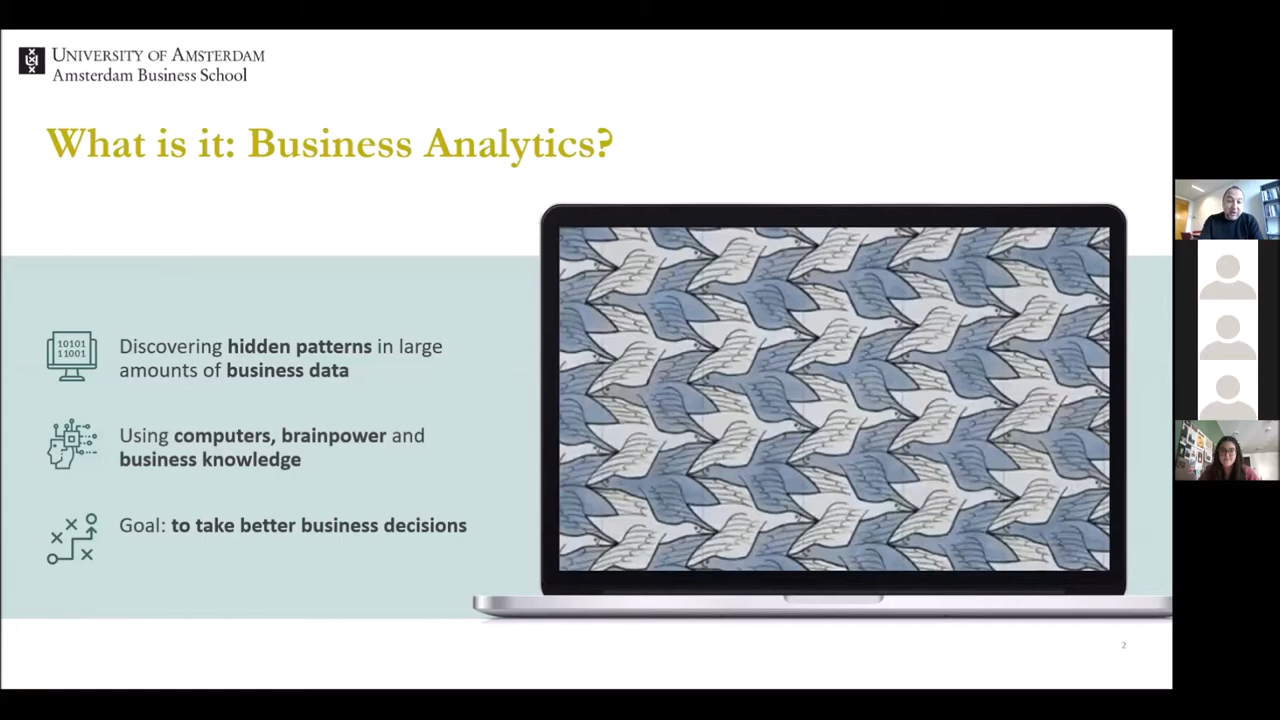 UNIVERSITY OF AMSTERDAM
Amsterdam Business School
What is it: Business Analytics?
10101
11001
Discovering hidden patterns in large
amounts of business data
Using computers, brainpower and
business knowledge
Goal: to take better business decisions
2